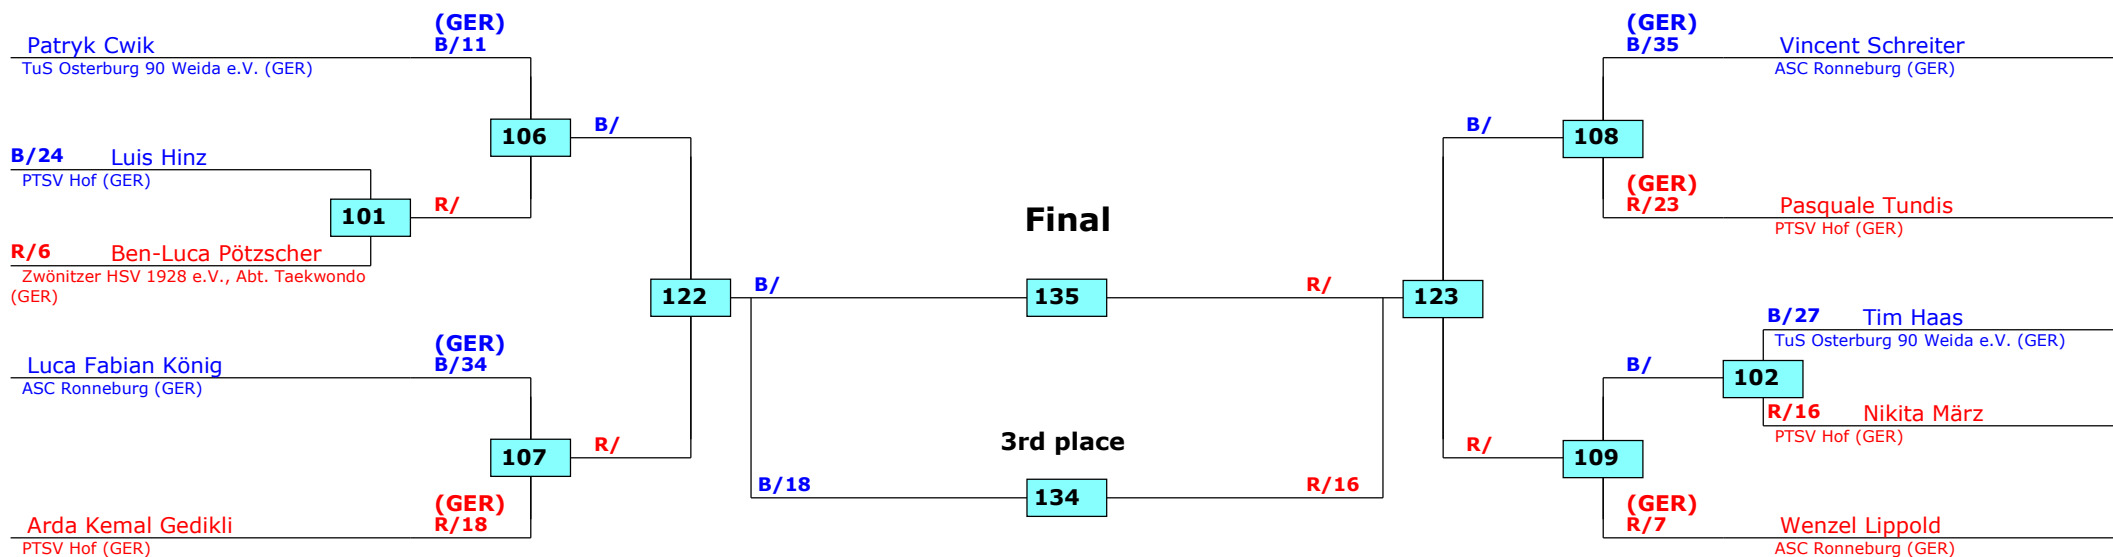 (GER)
Patryk Cwik B/11
TuS Osterburg 90 Weida e.V. (GER)
106 B/
B/24 Luis Hinz
PTSV Hof (GER)
101 R/
R/6 Ben-Luca Pötzscher
Zwönitzer HSV 1928 e.V., Abt. Taekwondo
(GER)
122 B/
(GER)
Luca Fabian König B/34
ASC Ronneburg (GER)
107 R/
(GER)
Arda Kemal Gedikli R/18
PTSV Hof (GER)
Final
135 R/
3rd place
B/18 134 R/16
(GER)
B/35 Vincent Schreiter
ASC Ronneburg (GER)
B/ 108
(GER)
R/23 Pasquale Tundis
PTSV Hof (GER)
123
B/27 Tim Haas
TuS Osterburg 90 Weida e.V. (GER)
B/ 102
R/16 Nikita März
PTSV Hof (GER)
R/ 109
(GER)
R/7 Wenzel Lippold
ASC Ronneburg (GER)